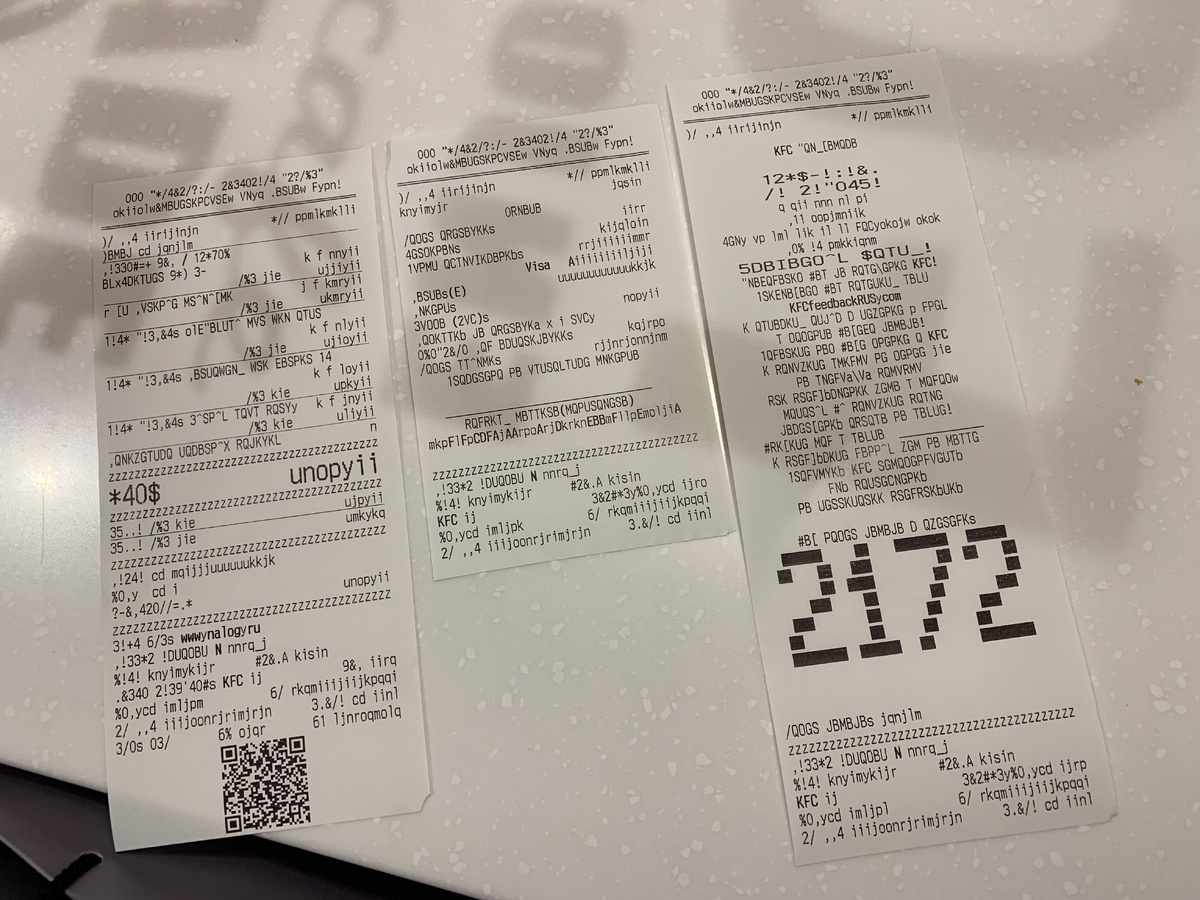 000 "*/4&2/?:/- 2&3402!/4 "2?/%3"
okiiolw&MBUGSKPCVSEw VNyq .BSUBw Fypn!
*// ppmlkmklli
)/ ,,4 iirijinjn
)BMBJ cd jqnjlm
,!330#=+ 9&, / 12*70% k f nnyii
BLx4DKTUGS 9*) 3- /%3 jie ujjiyii
r [U ,VSKP^G MS^N^[MK j f kmryii
/%3 jie ukmryii
1!4* "!3,&4s olE"BLUT^ MVS WKN QTUS
k f nlyii
/%3 jie ujioyii
1!4* "!3,&4s ,BSUQWGN_ WSK EBSPKS 14
k f loyii
/%3 kie upkyii
1!4* "!3,&4s 3^SP^L TQVT RQSYy k f jnyii
/%3 kie uliyii
,QNKZGTUDQ UQDBSP^X RQJKYKL n
zzzzzzzzzzzzzzzzzzzzzzzzzzzzzzzzzzzzzzzz
*40$ unopyii
zzzzzzzzzzzzzzzzzzzzzzzzzzzzzzzzzzzzzzzz
35..! /%3 kie ujpyii
35..! /%3 jie umkykq
zzzzzzzzzzzzzzzzzzzzzzzzzzzzzzzzzzzzzzzz
,!24! cd mqijjjuuuuuukkjk
%0,y cd i unopyii
?-&,420//=.*
zzzzzzzzzzzzzzzzzzzzzzzzzzzzzzzzzzzzzzzz
3!+4 6/3s wwwynalogyru
,!33*2 !DUQOBU N nnrq_j
%!4! knyimykijr #2&.A kisin
.&340 2!39'40#s KFC ij 9&, iirq
%0,ycd imljpm 6/ rkqmiiijiijkpqqi
2/ ,,4 iiijoonrjrimjrjn 3.&/! cd iinl
3/0s 03/ 6% ojqr 61 ljnroqmolq
000 "*/4&2/?:/- 2&3402!/4 "2?/%3"
okiiolw&MBUGSKPCVSEw VNyq .BSUBw Fypn!
)/ ,,4 iirijinjn *// ppmlkmklli
knyimyjr ORNBUB jqsin
/QOGS QRGSBYKKs iirr
4GSOKPBNs kijqloin
1VPMU QCTNVIKDBPKbs rrjiiiiimmr
Visa Aiiiiiiiiljiji
uuuuuuuuuuuukkjk
,BSUBs(E)
,NKGPUs
3VOOB (2VC)s nopyii
,QOKTTKb JB QRGSBYKa x i SVCy
0%0"2&/0 ,QF BDUQSKJBYKKs kqjrpo
/QOGS TT^NMKs rjjnrjonnjnm
1SQDGSGPQ PB VTUSQLTUDG MNKGPUB
RQFRKT_ MBTTKSB(MQPUSQNGSB)
mkpFlFpCDFAjAArpoArjDkrknEBBmFllpEmoljiA
zzzzzzzzzzzzzzzzzzzzzzzzzzzzzzzzzzzzzzzz
,!33*2 !DUQOBU N nnrq_j
%!4! knyimykijr #2&.A kisin
KFC ij 3&2#*3y%0,ycd ijro
%0,ycd imljpk 6/ rkqmiiijiijkpqqi
2/ ,,4 iiijoonrjrimjrjn 3.&/! cd iinl
000 "*/4&2/?:/- 2&3402!/4 "2?/%3"
okiiolw&MBUGSKPCVSEw VNyq .BSUBw Fypn!
)/ ,,4 iirijinjn *// ppmlkmklli
KFC "QN_[BMQDB
12*$-!:!&.
/! 2!"045!
q qii nnn nl pi
,11 oopjmniik
4GNy vp lml lik il ll FQCyokojw okok
,0% !4 pmkkiqnm
5DBIBGO^L $QTU_!
"NBEQFBSKO #BT JB RQTG\GPKG KFC!
1SKENB[BGO #BT RQTGUKU_ TBLU
KFCfeedbackRUSycom
K QTUBDKU_ QUJ^D D UGZGPKG p FPGL
T OQOGPUB #B[GEQ JBMBJB!
1QFBSKUG PBO #B[G OPGPKG Q KFC
K RQNVZKUG TMKFMV PG OGPGG jie
PB TNGFVa\Va RQMVRMV
RSK RSGF]bDNGPKK ZGMB T MQFQOw
MQUQS^L #^ RQNVZKUG RQTNG
JBDGS[GPKb QRSQTB PB TBLUG!
#RK[KUG MQF T TBLUB
K RSGF]bDKUG FBPP^L ZGM PB MBTTG
1SQFVMYKb KFC SGMQOGPFVGUTb
FNb RQUSGCNGPKb
PB UGSSKUQSKK RSGFRSKbUKb
#B[ PQOGS JBMBJB D QZGSGFKs
2172
/QOGS JBMBJBs jqnjlm
zzzzzzzzzzzzzzzzzzzzzzzzzzzzzzzzzzzzzzzz
,!33*2 !DUQOBU N nnrq_j
%!4! knyimykijr #2&.A kisin
KFC ij 3&2#*3y%0,ycd ijrp
%0,ycd imljpl 6/ rkqmiiijiijkpqqi
2/ ,,4 iiijoonrjrimjrjn 3.&/! cd iinl